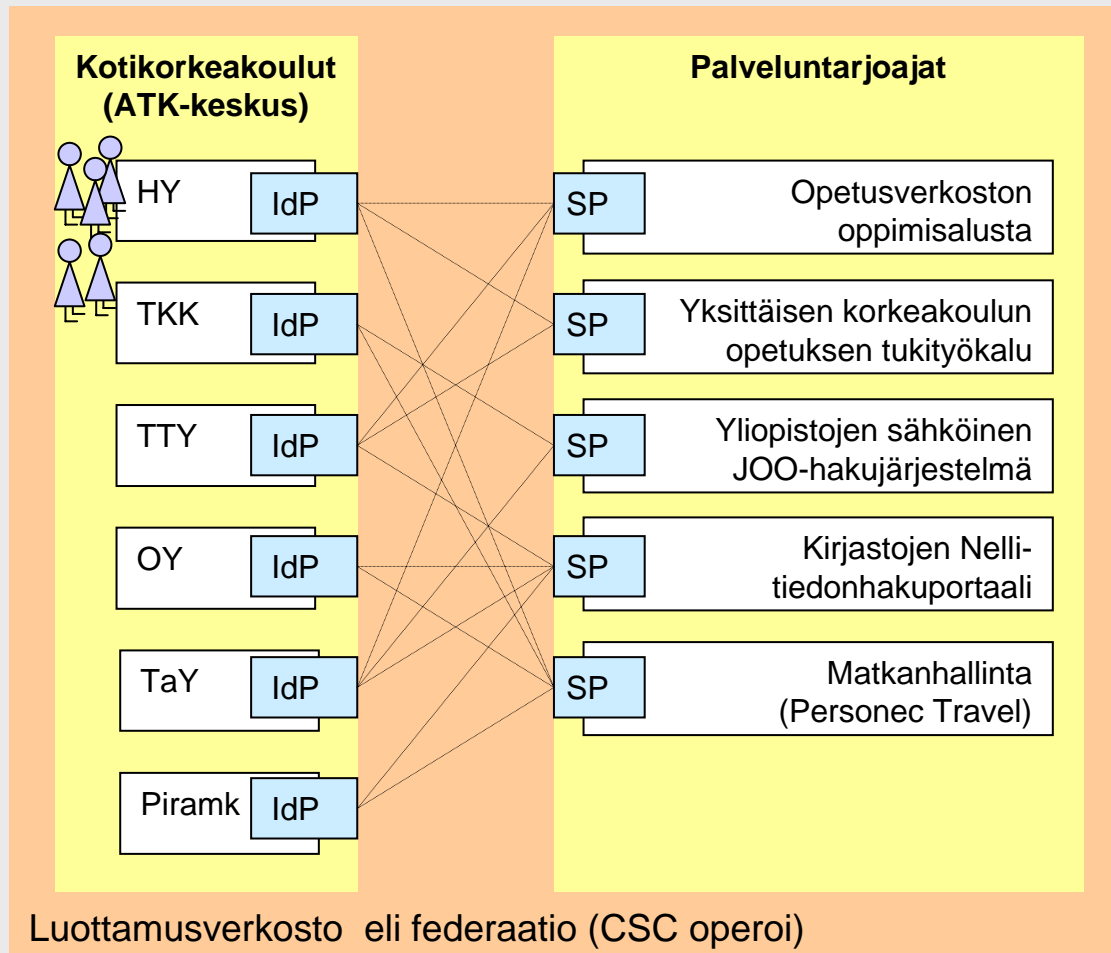 Kotikorkeakoulut
(ATK-keskus)
HY
IdP
TKK
IdP
TTY
IdP
OY
IdP
TaY
IdP
Piramk
IdP
Palveluntarjoajat
SP
Opetusverkoston
oppimisalusta
SP
Yksittäisen korkeakoulun
opetuksen tukityökalu
SP
Yliopistojen sähköinen
JOO-hakujärjestelmä
SP
Kirjastojen Nelli-
tiedonhakuportaali
SP
Matkanhallinta
(Personec Travel)
Luottamusverkosto eli federaatio (CSC operoi)